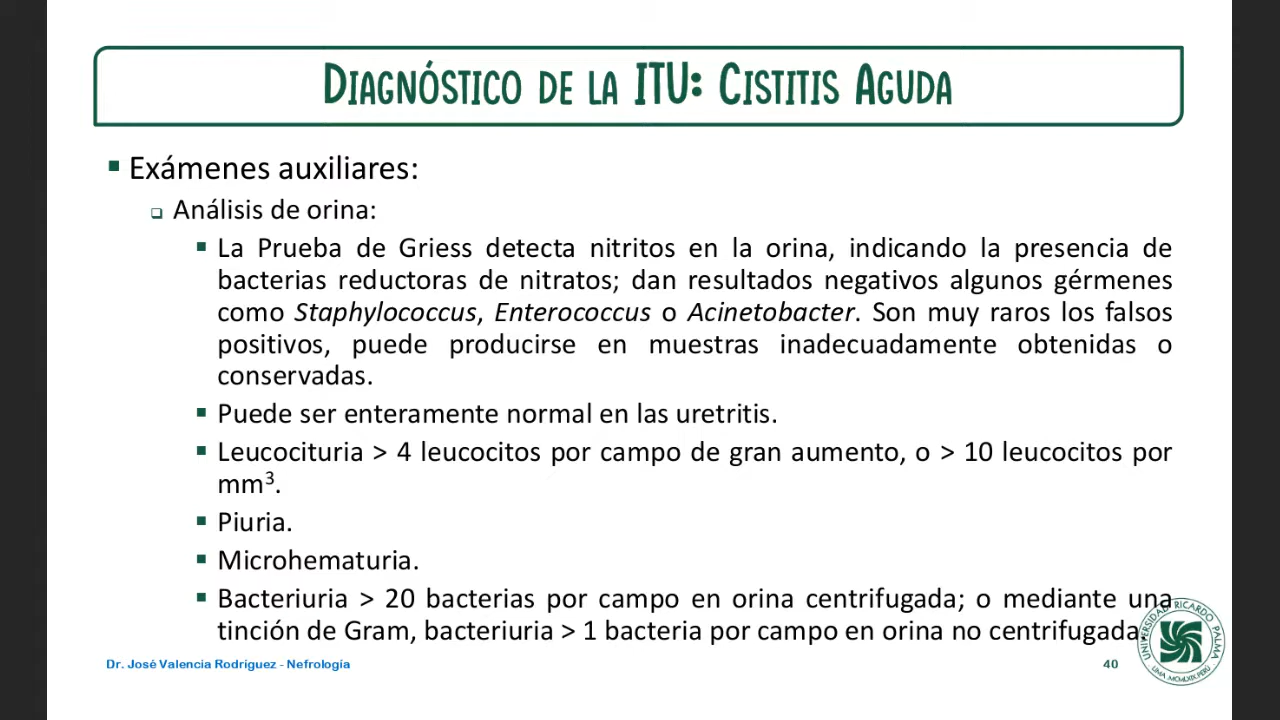 DIAGNÓSTICO DE LA ITU: CISTITIS AGUDA
Exámenes auxiliares:
Análisis de orina:
La Prueba de Griess detecta nitritos en la orina, indicando la presencia de
bacterias reductoras de nitratos; dan resultados negativos algunos gérmenes
como Staphylococcus, Enterococcus o Acinetobacter. Son muy raros los falsos
positivos, puede producirse en muestras inadecuadamente obtenidas o
conservadas.
Puede ser enteramente normal en las uretritis.
Leucocituria > 4 leucocitos por campo de gran aumento, o > 10 leucocitos por
mm³.
Piuria.
Microhematuria.
Bacteriuria > 20 bacterias por campo en orina centrifugada; o mediante una
tinción de Gram, bacteriuria > 1 bacteria por campo en orina no centrifugada.
Dr. José Valencia Rodríguez - Nefrología
40
UNIVERSIDAD RICARDO PALMA
LIMA .MCMLXIX.PERÚ